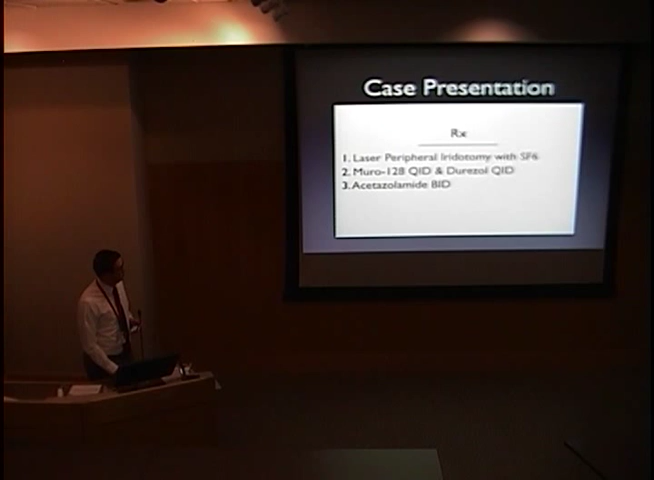 Case Presentation
Rx
1. Laser Peripheral Iridotomy with SF6
2. Muro-128 QID & Durezol QID
3. Acetazolamide BID